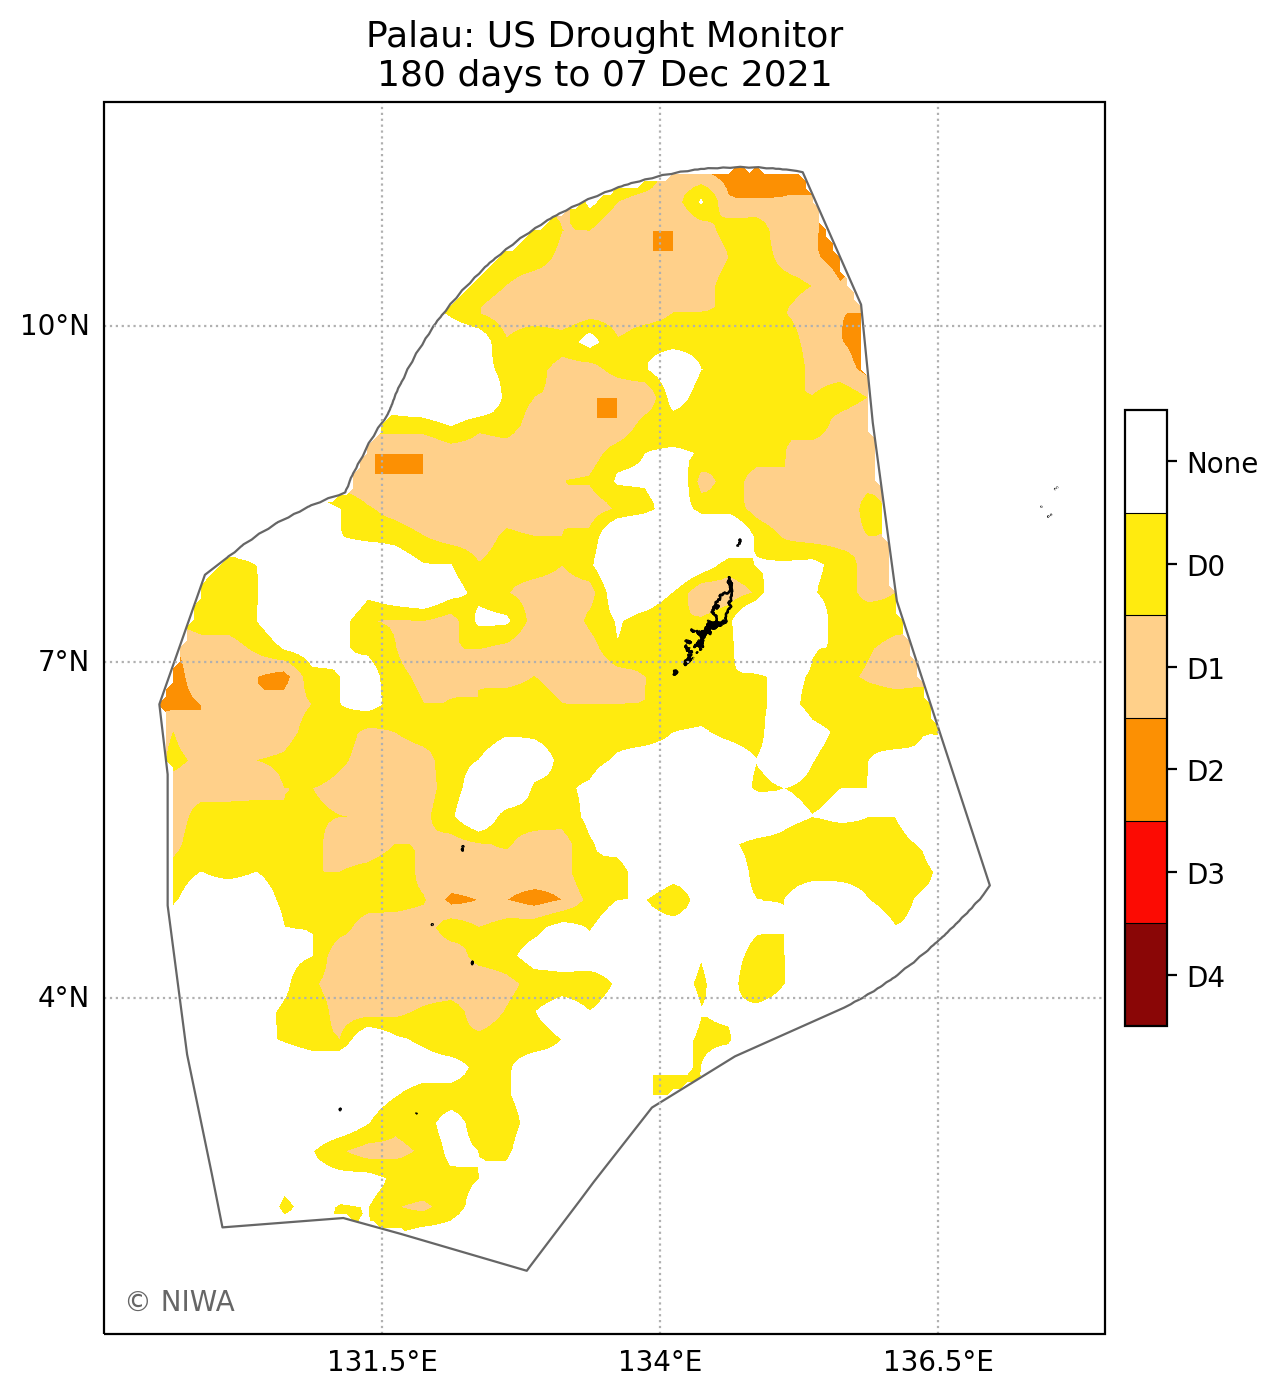 Palau: US Drought Monitor
180 days to 07 Dec 2021
10°N
7°N
4°N
131.5°E
134°E
136.5°E
None
D0
D1
D2
D3
D4
© NIWA